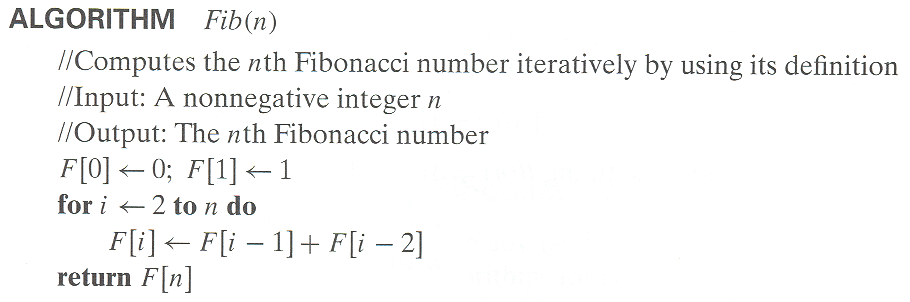 ALGORITHM Fib(n)
//Computes the nth Fibonacci number iteratively by using its definition
//Input: A nonnegative integer n
//Output: The nth Fibonacci number
F[0] ← 0; F[1] ← 1
for i ← 2 to n do
F[i] ← F[i − 1] + F[i − 2]
return F[n]